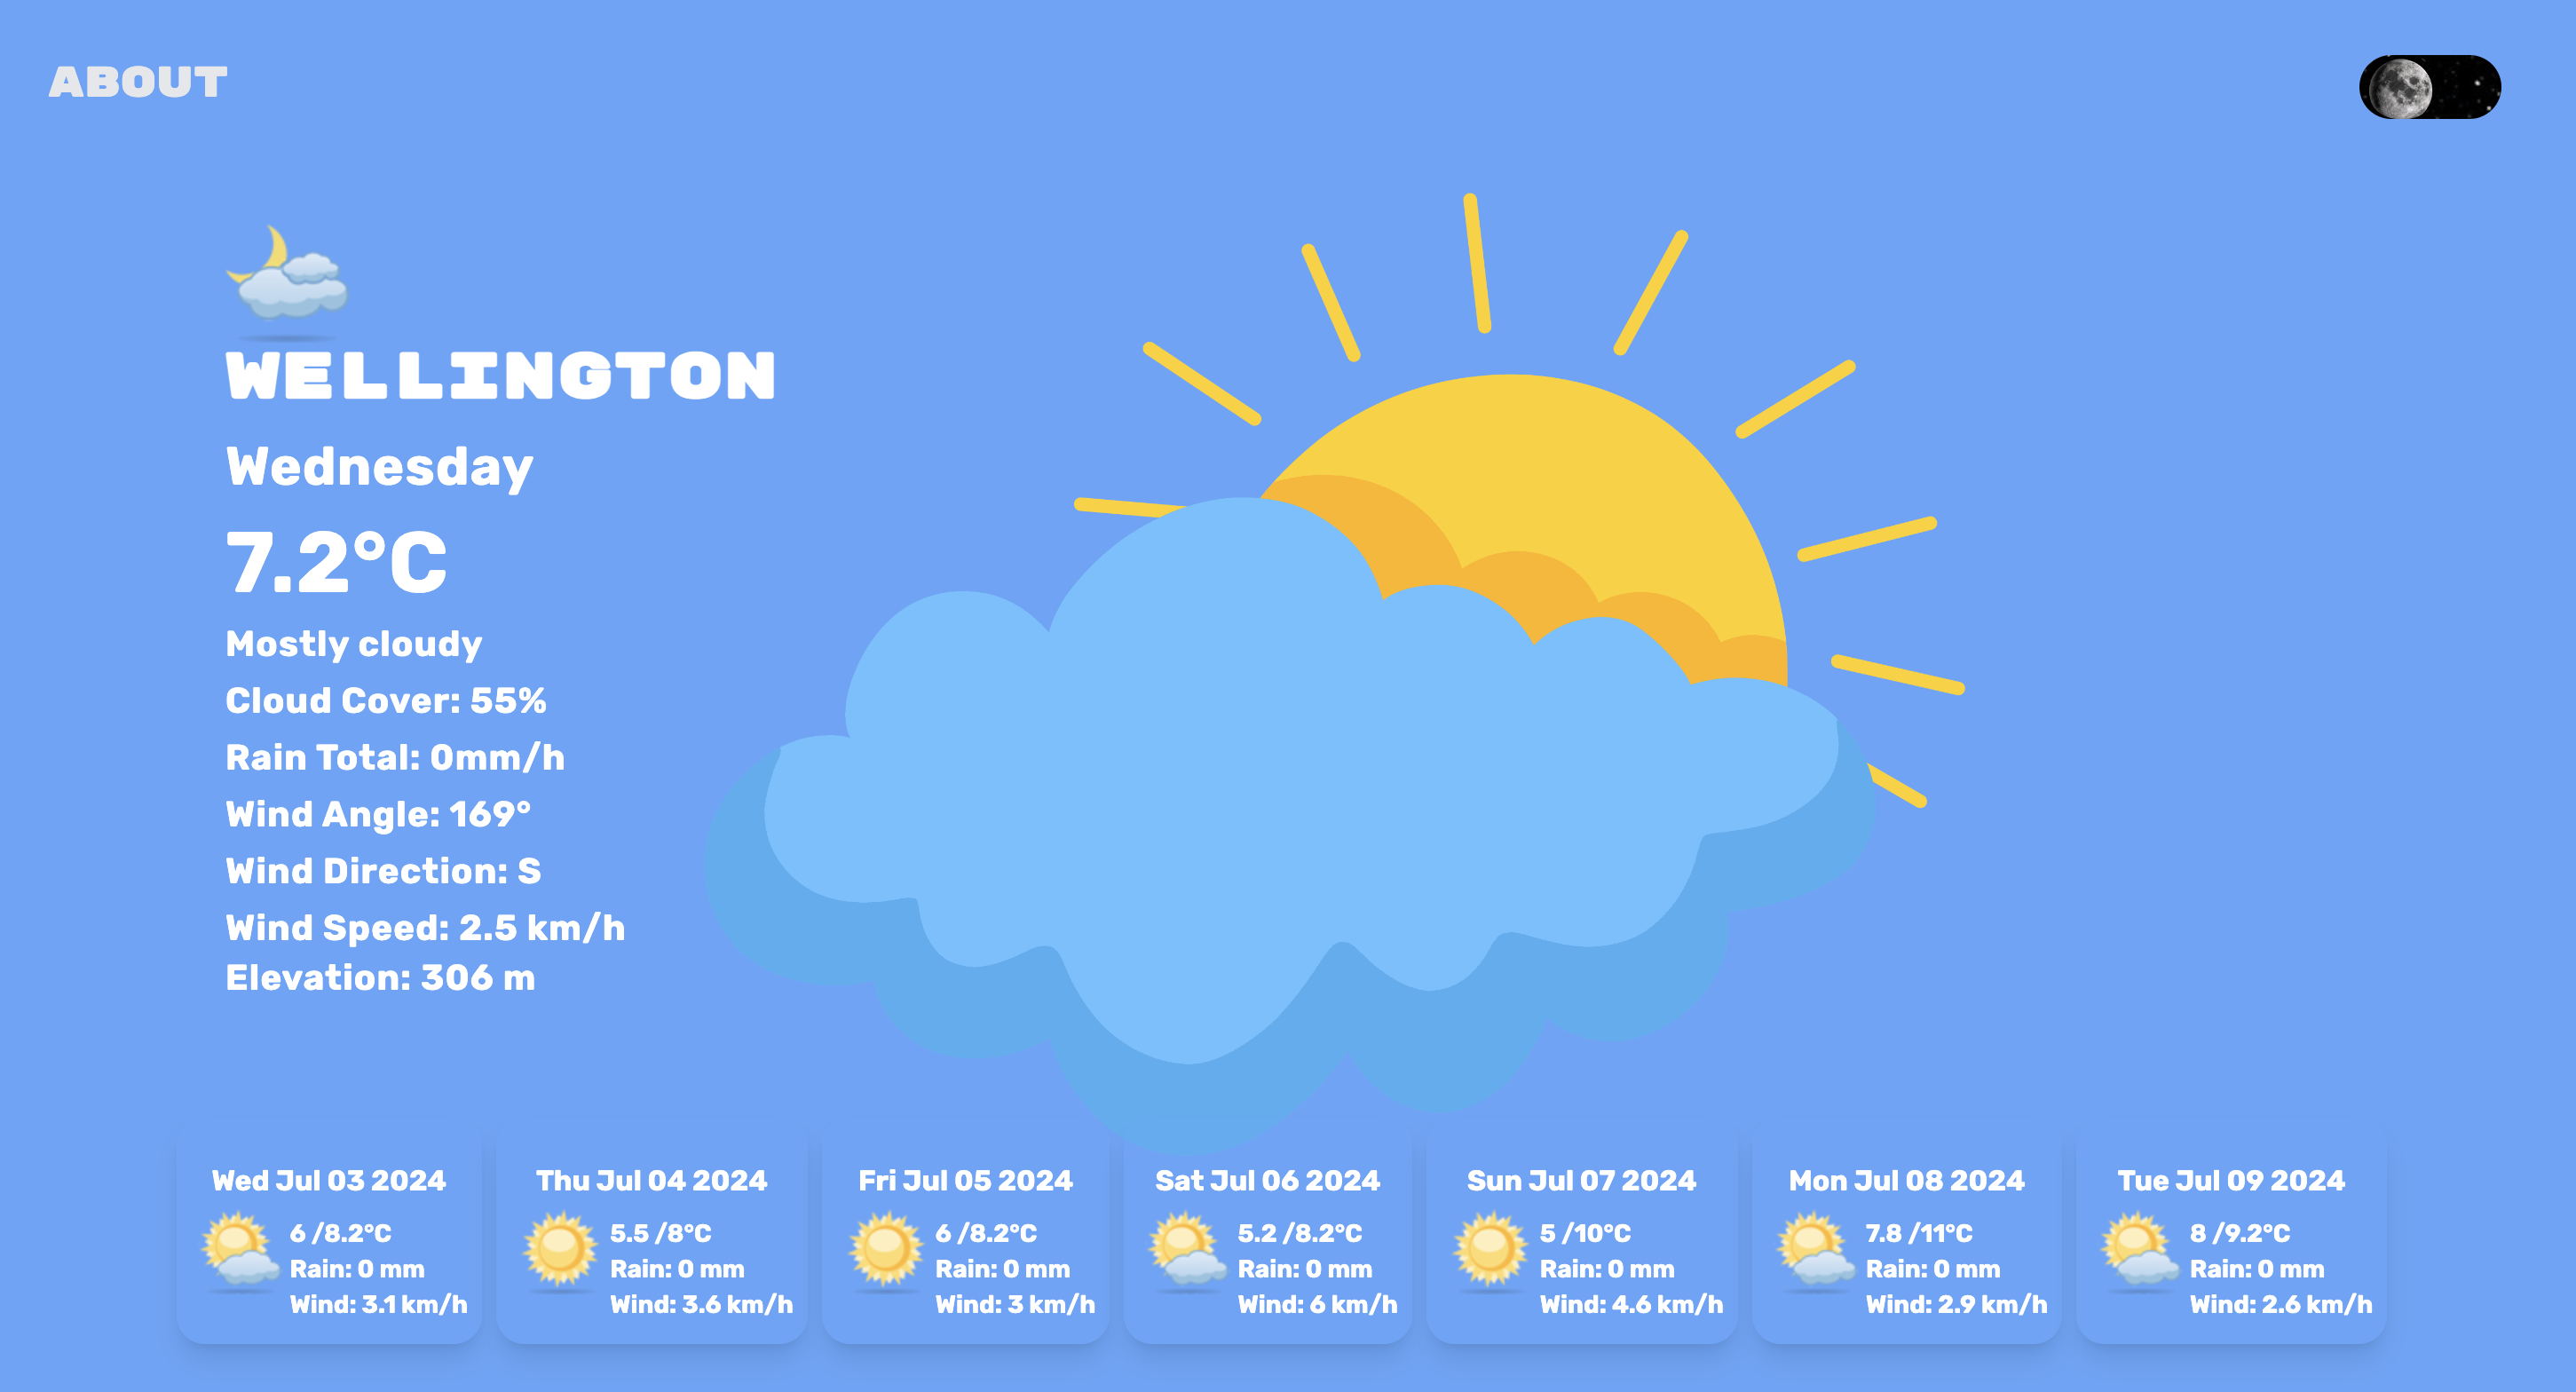 ABOUT
WELLINGTON
Wednesday
7.2°C
Mostly cloudy
Cloud Cover: 55%
Rain Total: 0mm/h
Wind Angle: 169°
Wind Direction: S
Wind Speed: 2.5 km/h
Elevation: 306 m
Wed Jul 03 2024
6 /8.2°C
Rain: 0 mm
Wind: 3.1 km/h
Thu Jul 04 2024
5.5 /8°C
Rain: 0 mm
Wind: 3.6 km/h
Fri Jul 05 2024
6 /8.2°C
Rain: 0 mm
Wind: 3 km/h
Sat Jul 06 2024
5.2 /8.2°C
Rain: 0 mm
Wind: 6 km/h
Sun Jul 07 2024
5 /10°C
Rain: 0 mm
Wind: 4.6 km/h
Mon Jul 08 2024
7.8 /11°C
Rain: 0 mm
Wind: 2.9 km/h
Tue Jul 09 2024
8 /9.2°C
Rain: 0 mm
Wind: 2.6 km/h